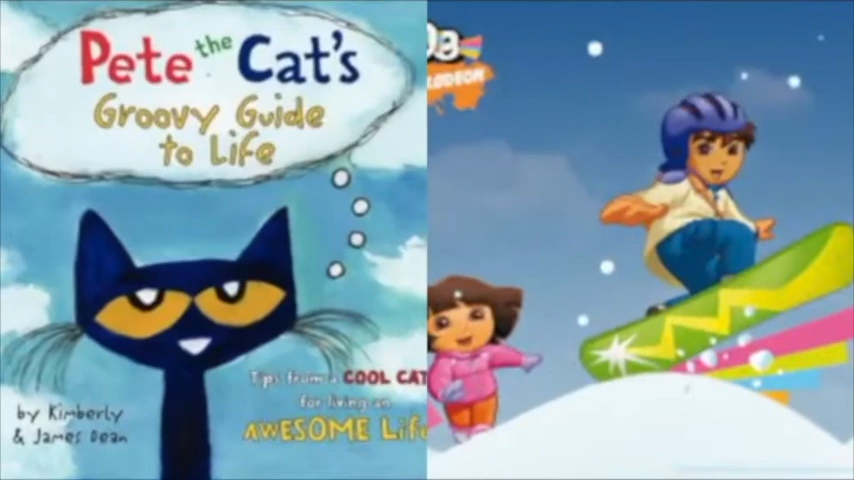 Pete the Cat's
Groovy Guide
to Life
Tips from a COOL CAT
for living an
AWESOME Life
by Kimberly
& James Dean